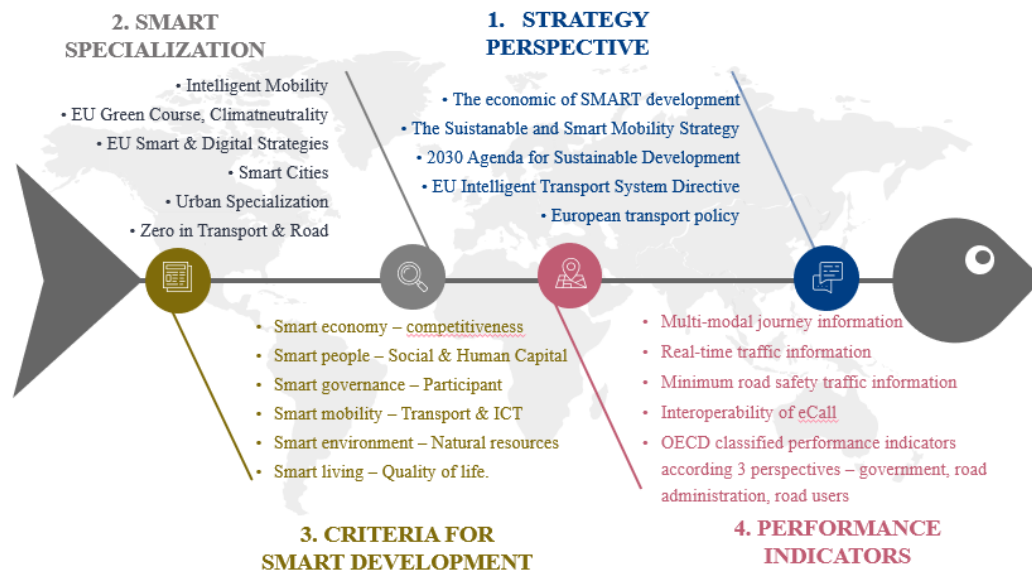 2. SMART
SPECIALIZATION
• Intelligent Mobility
• EU Green Course, Climatneutrality
• EU Smart & Digital Strategies
• Smart Cities
• Urban Specialization
• Zero in Transport & Road
1. STRATEGY
PERSPECTIVE
• The economic of SMART development
• The Suistanable and Smart Mobility Strategy
• 2030 Agenda for Sustainable Development
• EU Intelligent Transport System Directive
• European transport policy
• Smart economy – competitiveness
• Smart people – Social & Human Capital
• Smart governance – Participant
• Smart mobility – Transport & ICT
• Smart environment – Natural resources
• Smart living – Quality of life.
3. CRITERIA FOR
SMART DEVELOPMENT
• Multi-modal journey information
• Real-time traffic information
• Minimum road safety traffic information
• Interoperability of eCall
• OECD classified performance indicators
according 3 perspectives – government, road
administration, road users
4. PERFORMANCE
INDICATORS